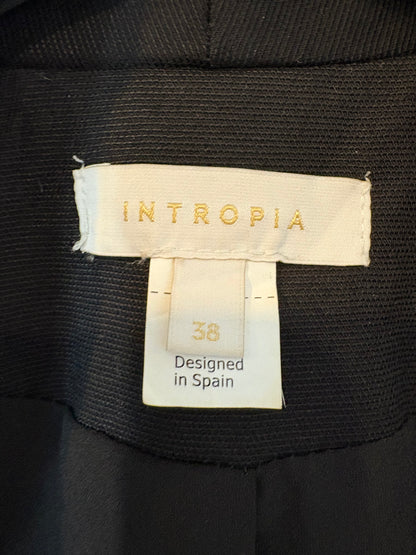 INTROPIA
38
Designed
in Spain